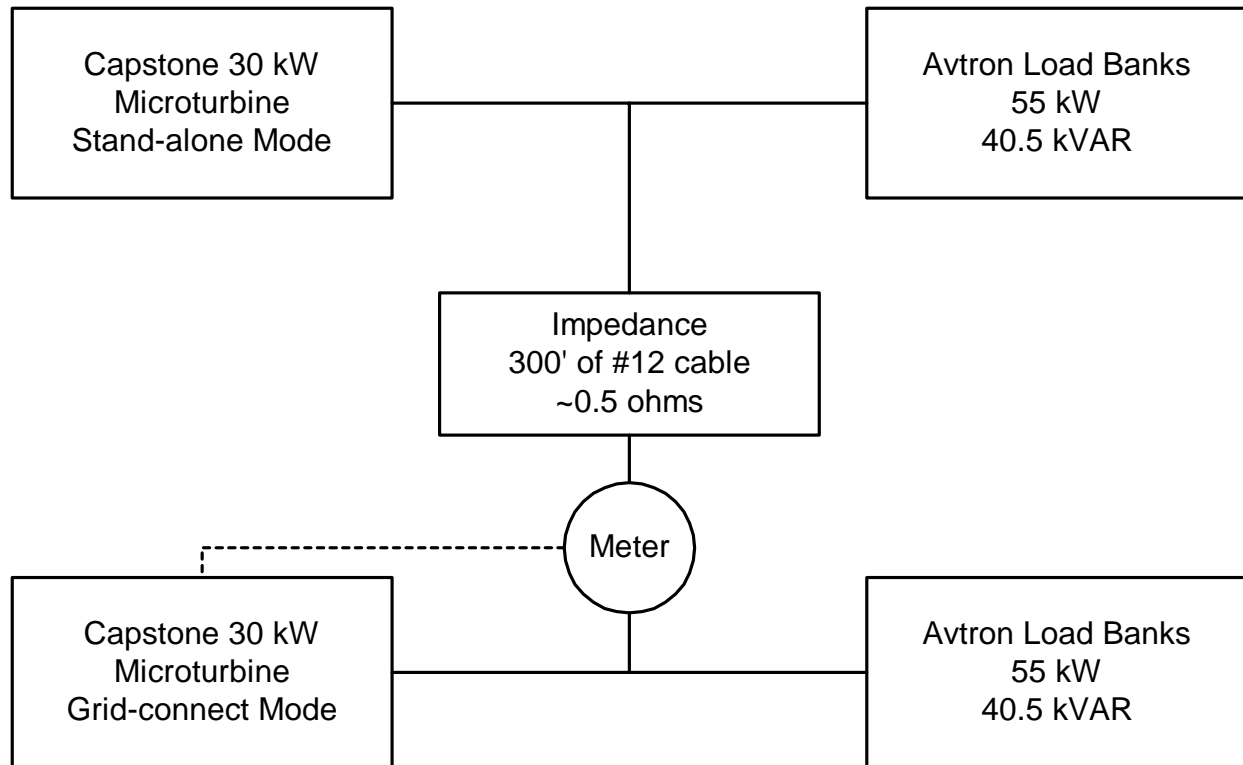 Capstone 30 kW
Microturbine
Stand-alone Mode
Avtron Load Banks
55 kW
40.5 kVAR
Impedance
300' of #12 cable
~0.5 ohms
Meter
Capstone 30 kW
Microturbine
Grid-connect Mode
Avtron Load Banks
55 kW
40.5 kVAR